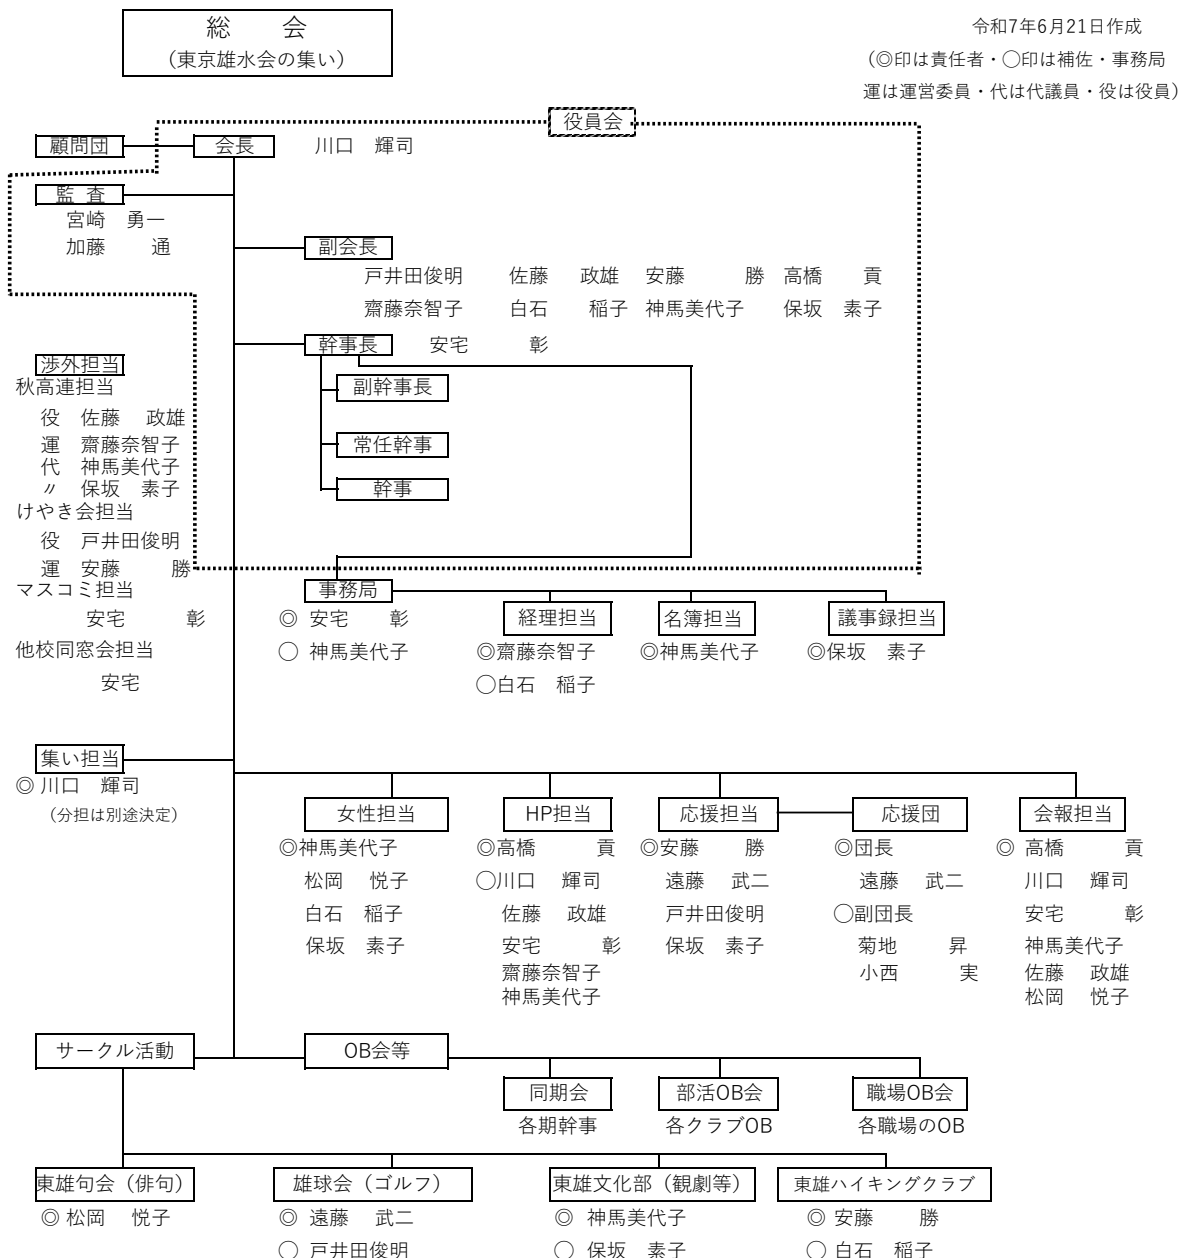 総　会
（東京雄水会の集い）
令和7年6月21日作成
（◎印は責任者・〇印は補佐・事務局
運は運営委員・代は代議員・役は役員）
役員会
顧問団
会長
川口　輝司
監 査
宮崎　勇一
加藤　通
副会長
戸井田俊明　佐藤　政雄　安藤　勝　高橋　貢
齋藤奈智子　白石　稲子　神馬美代子　保坂　素子
幹事長
安宅　彰
副幹事長
常任幹事
幹事
渉外担当
秋高連担当
役　佐藤　政雄
運　齋藤奈智子
代　神馬美代子
〃　保坂　素子
けやき会担当
役　戸井田俊明
運　安藤　勝
マスコミ担当
安宅　彰
他校同窓会担当
安宅
事務局
◎ 安宅　彰
〇 神馬美代子
経理担当
◎齋藤奈智子
〇白石　稲子
名簿担当
◎神馬美代子
議事録担当
◎保坂　素子
集い担当
◎ 川口　輝司
（分担は別途決定）
女性担当
◎神馬美代子
松岡　悦子
白石　稲子
保坂　素子
HP担当
◎高橋　貢
〇川口　輝司
佐藤　政雄
安宅　彰
齋藤奈智子
神馬美代子
応援担当
◎安藤　勝
遠藤　武二
戸井田俊明
保坂　素子
応援団
◎団長
遠藤　武二
〇副団長
菊地　昇
小西　実
会報担当
◎ 高橋　貢
川口　輝司
安宅　彰
神馬美代子
佐藤　政雄
松岡　悦子
サークル活動
OB会等
同期会
各期幹事
部活OB会
各クラブOB
職場OB会
各職場のOB
東雄句会（俳句）
◎ 松岡　悦子
雄球会（ゴルフ）
◎ 遠藤　武二
〇 戸井田俊明
東雄文化部（観劇等）
◎ 神馬美代子
〇 保坂　素子
東雄ハイキングクラブ
◎ 安藤　勝
〇 白石　稲子